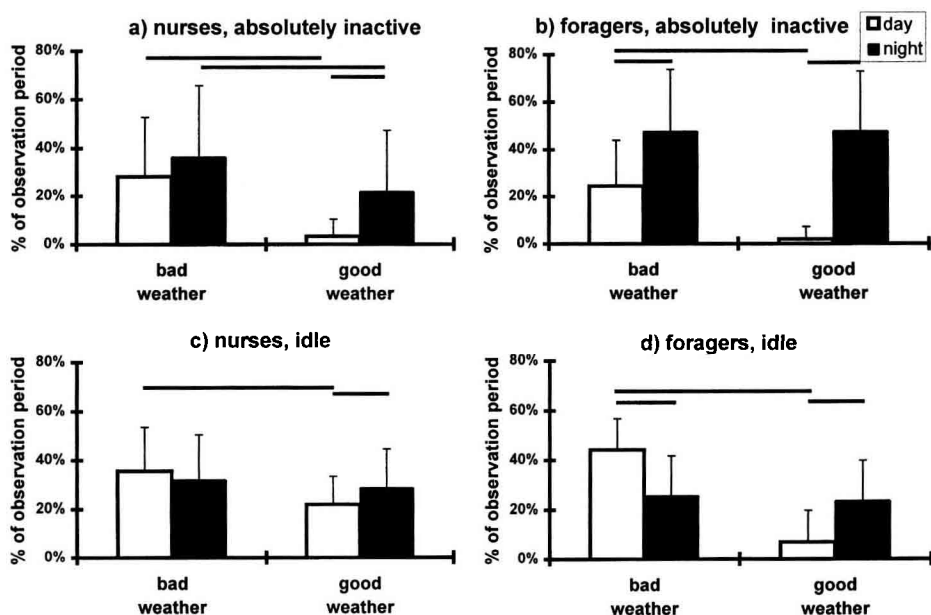 a) nurses, absolutely inactive
% of observation period
80%
60%
40%
20%
0%
bad
weather
good
weather
b) foragers, absolutely inactive
day
night
% of observation period
80%
60%
40%
20%
0%
bad
weather
good
weather
c) nurses, idle
% of observation period
80%
60%
40%
20%
0%
bad
weather
good
weather
d) foragers, idle
% of observation period
80%
60%
40%
20%
0%
bad
weather
good
weather